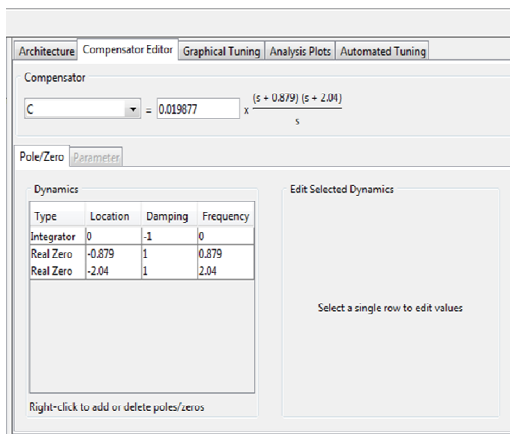 Architecture Compensator Editor Graphical Tuning Analysis Plots Automated Tuning
Compensator
C = 0.019877 x (s + 0.879) (s + 2.04)
s
Pole/Zero Parameter
Dynamics
Edit Selected Dynamics
Type Location Damping Frequency
Integrator 0 -1 0
Real Zero -0.879 1 0.879
Real Zero -2.04 1 2.04
Select a single row to edit values
Right-click to add or delete poles/zeros